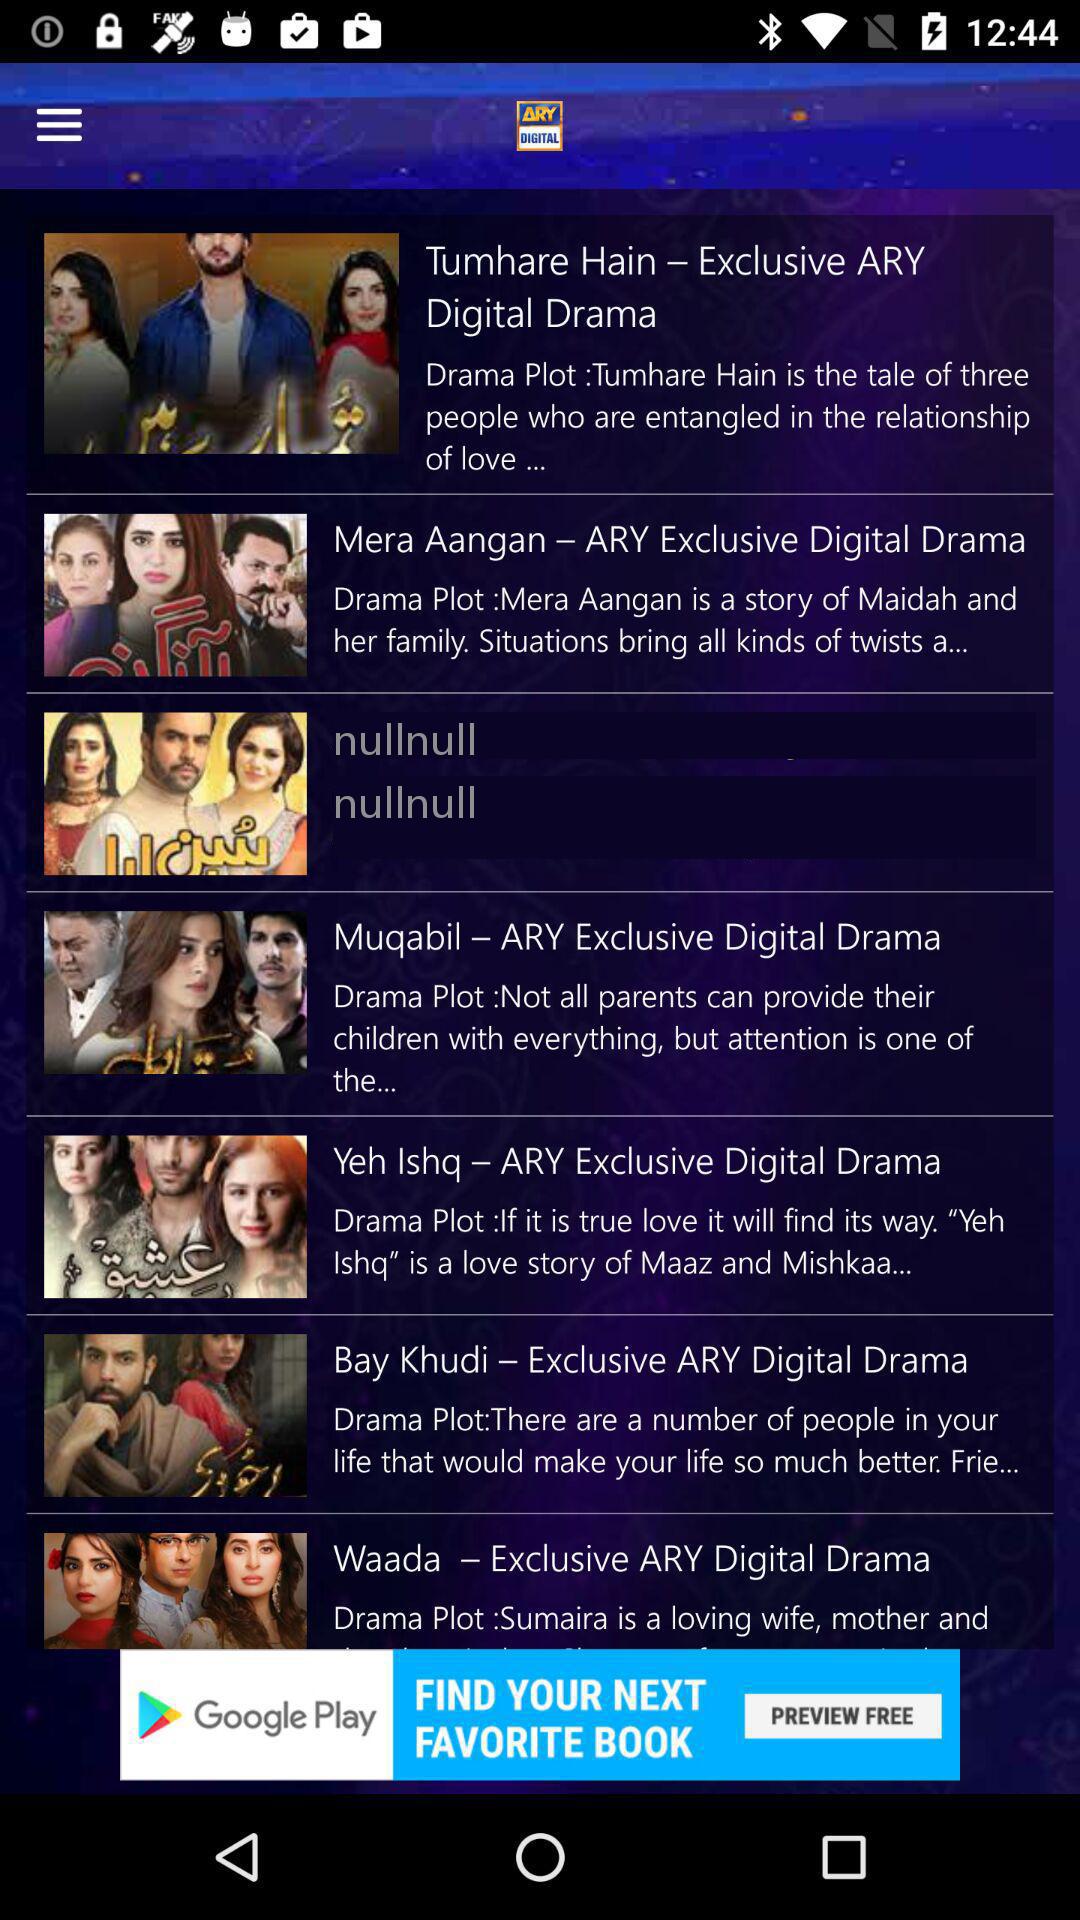 FAKE
12:44
ARY
DIGITAL
Tumhare Hain – Exclusive ARY
Digital Drama
Drama Plot :Tumhare Hain is the tale of three
people who are entangled in the relationship
of love ...
Mera Aangan – ARY Exclusive Digital Drama
Drama Plot :Mera Aangan is a story of Maidah and
her family. Situations bring all kinds of twists a...
nullnull
nullnull
Muqabil – ARY Exclusive Digital Drama
Drama Plot :Not all parents can provide their
children with everything, but attention is one of
the...
Yeh Ishq – ARY Exclusive Digital Drama
Drama Plot :If it is true love it will find its way. “Yeh
Ishq” is a love story of Maaz and Mishkaa...
عشق
Bay Khudi – Exclusive ARY Digital Drama
Drama Plot:There are a number of people in your
life that would make your life so much better. Frie...
Waada – Exclusive ARY Digital Drama
Drama Plot :Sumaira is a loving wife, mother and
Google Play
FIND YOUR NEXT
FAVORITE BOOK
PREVIEW FREE